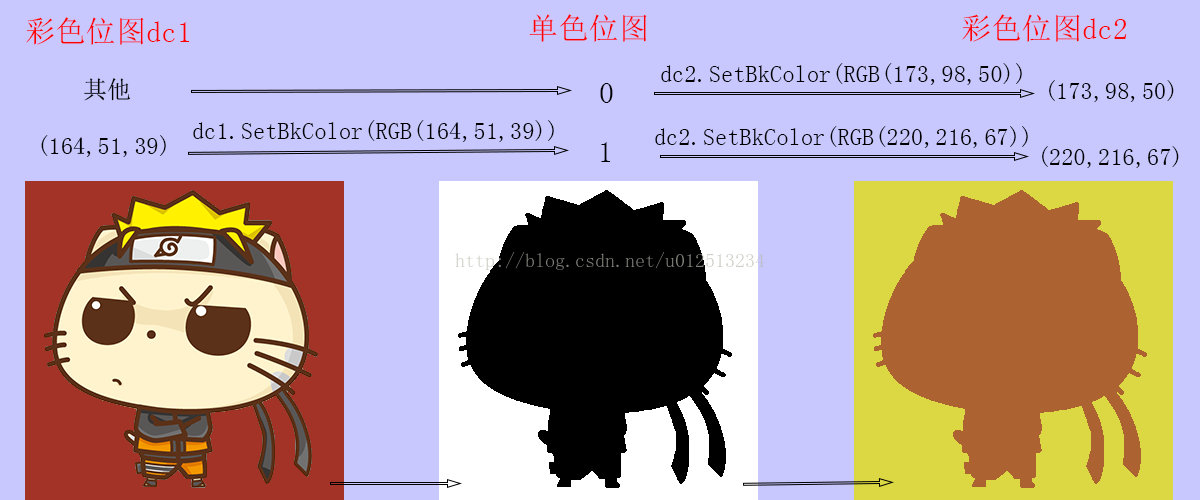 彩色位图dc1
单色位图
彩色位图dc2
其他
0
dc2.SetBkColor(RGB(173,98,50))
(173,98,50)
(164,51,39)
dc1.SetBkColor(RGB(164,51,39))
1
dc2.SetBkColor(RGB(220,216,67))
(220,216,67)
http://blog.csdn.net/u012513234